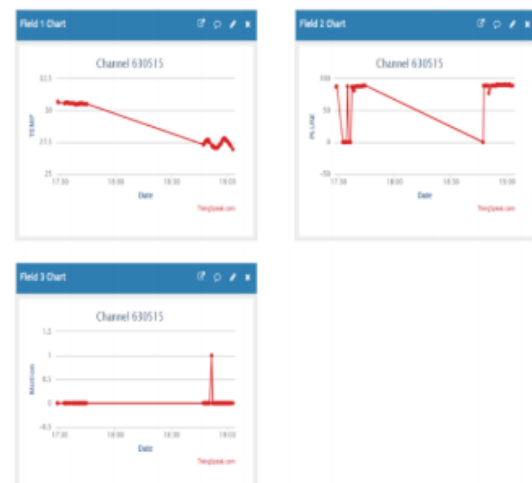 Field 1 Chart
Channel 630515
32.5
30
27.5
25
TEMP
17:30 18:00 18:30 19:00
Date
ThingSpeak.com
Field 2 Chart
Channel 630515
100
50
0
-50
PLUSE
17:30 18:00 18:30 19:00
Date
ThingSpeak.com
Field 3 Chart
Channel 630515
1.5
1
0.5
0
-0.5
Motion
17:30 18:00 18:30 19:00
Date
ThingSpeak.com